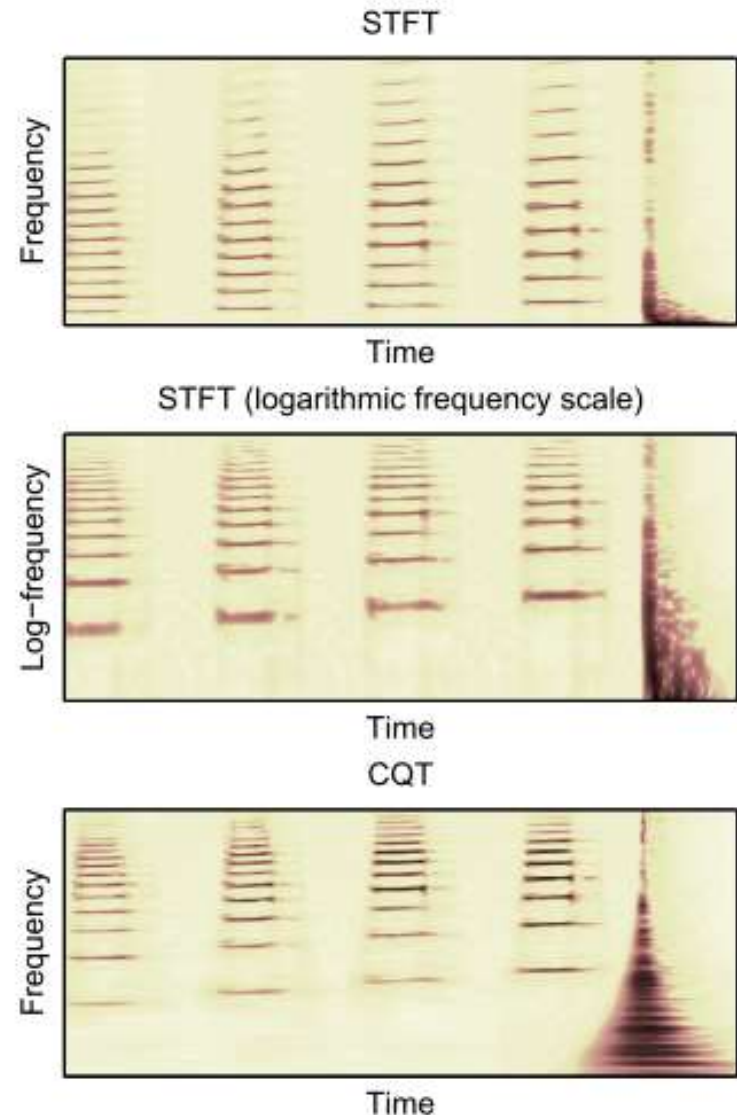 STFT
Frequency
Time
STFT (logarithmic frequency scale)
Log−frequency
Time
CQT
Frequency
Time